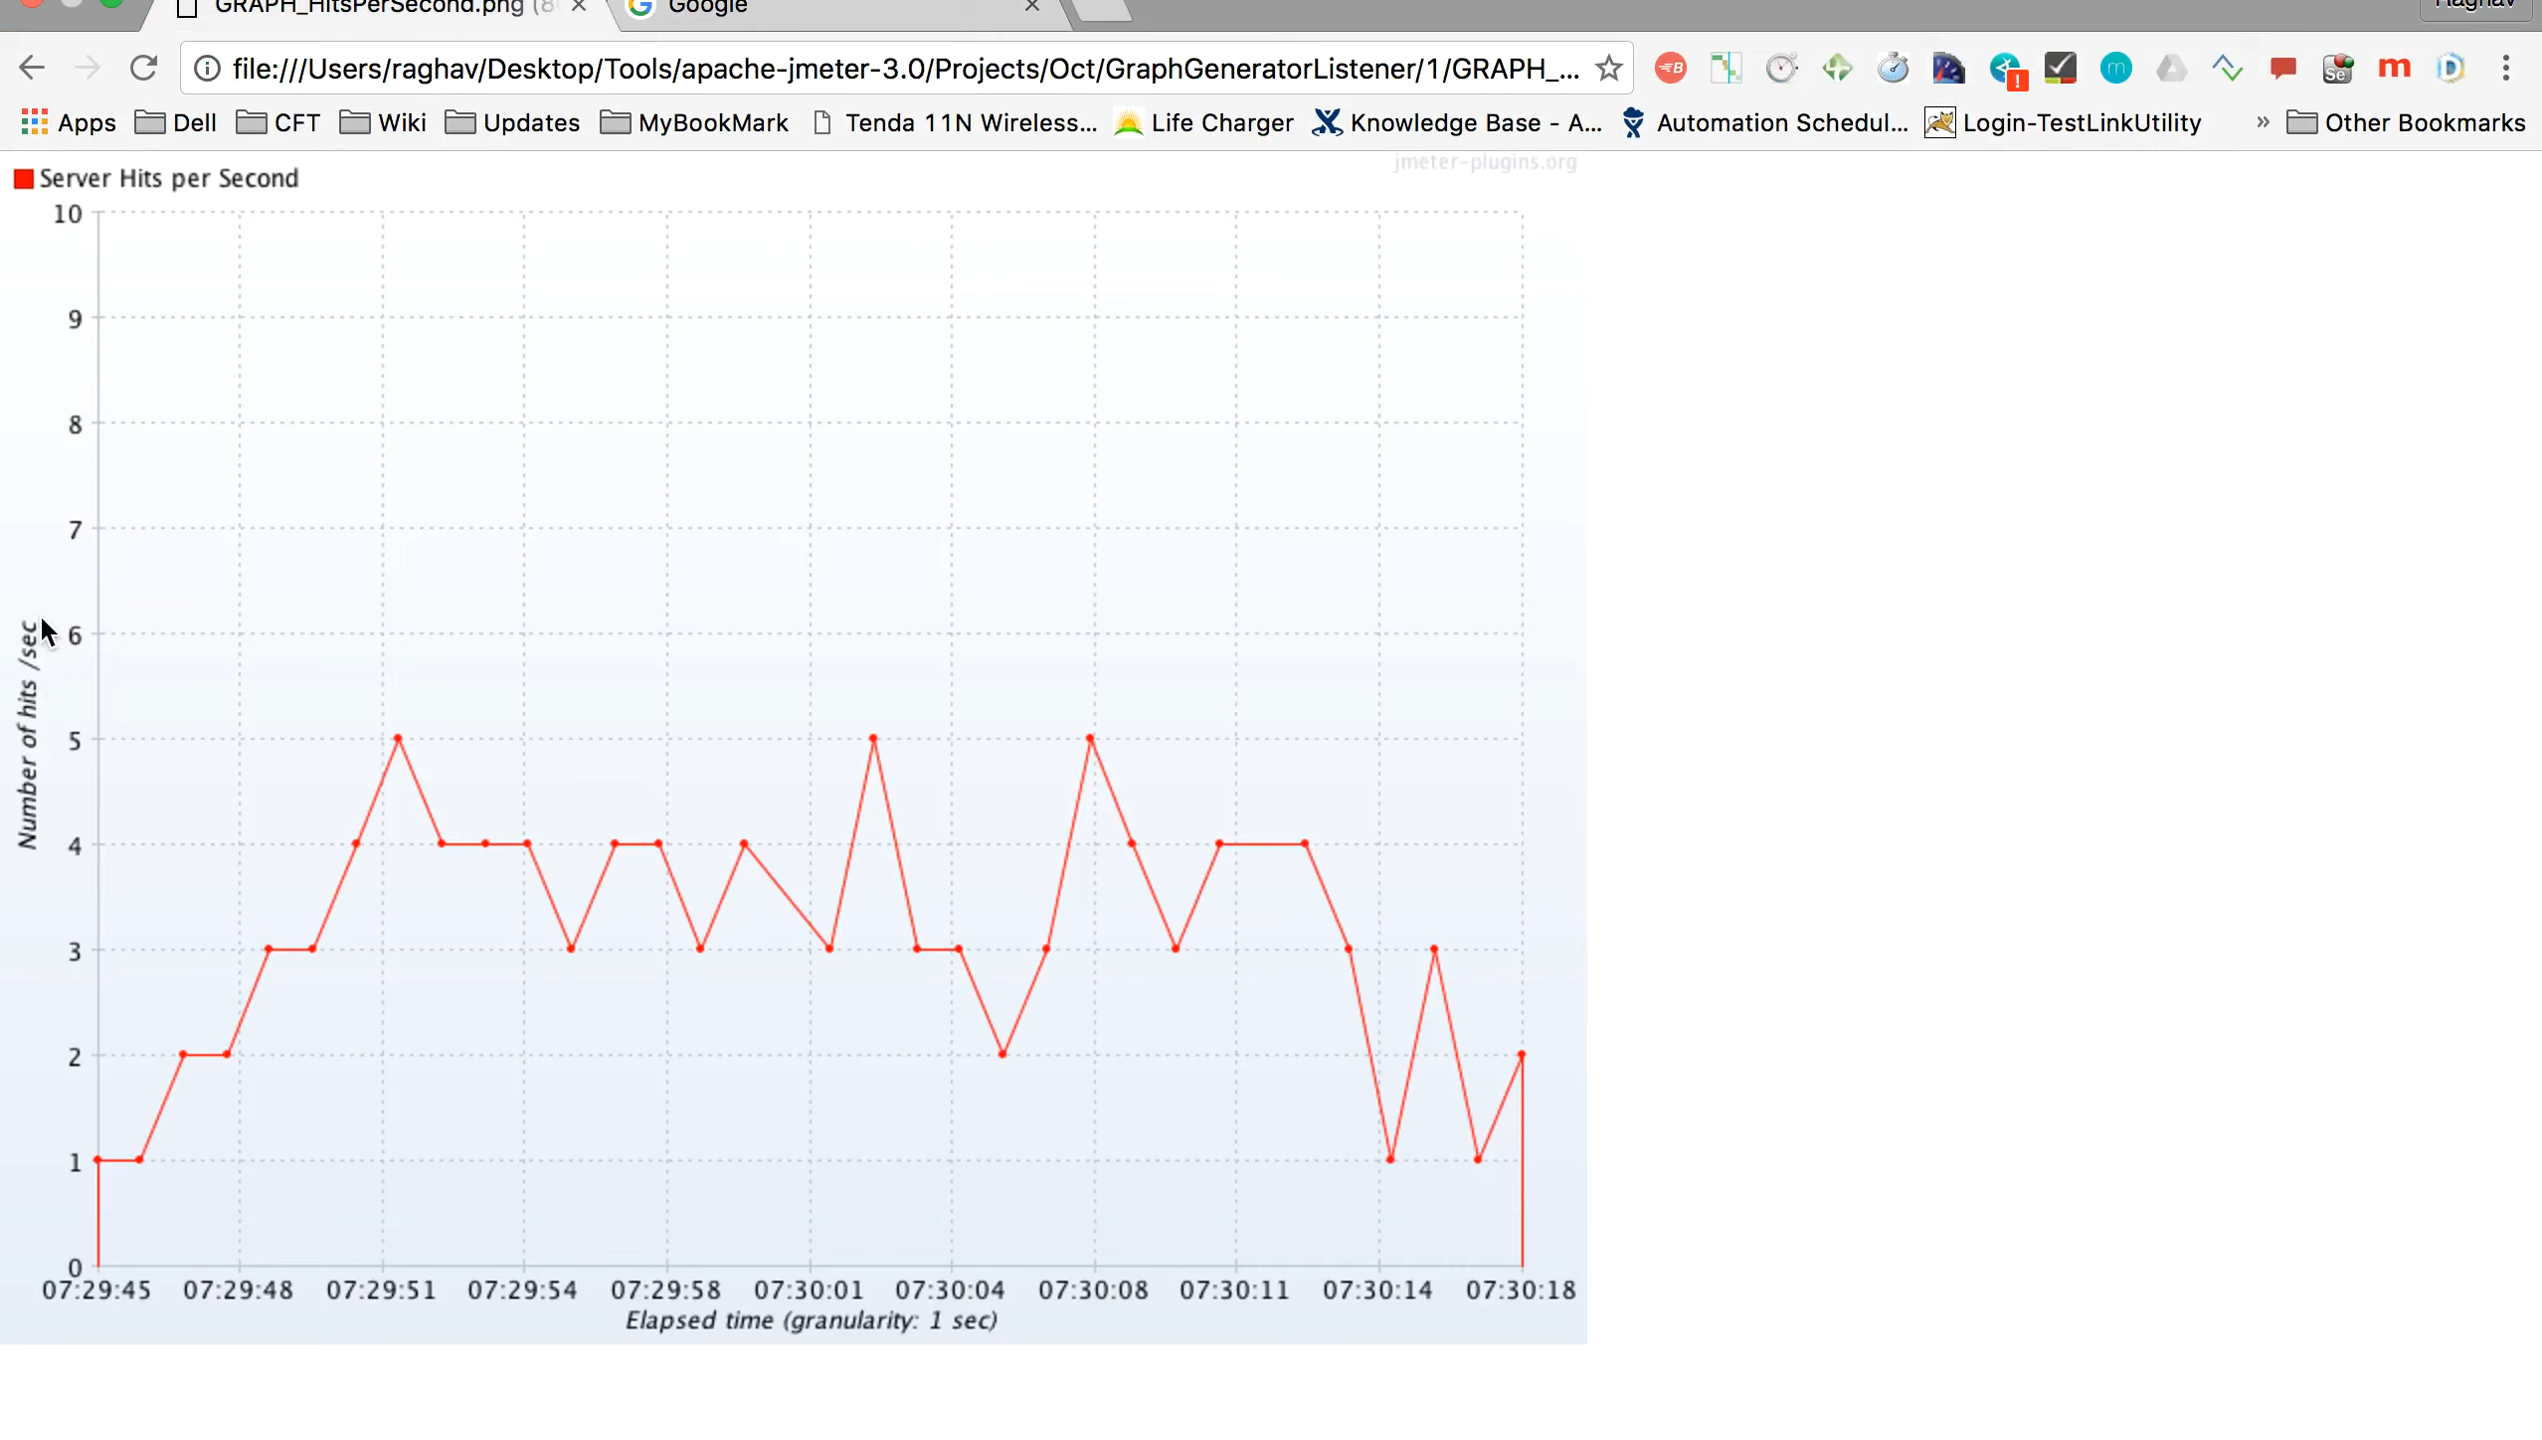 GRAPH_HitsPerSecond.png (8
Google
Raghav
file:///Users/raghav/Desktop/Tools/apache-jmeter-3.0/Projects/Oct/GraphGeneratorListener/1/GRAPH_...
Apps Dell CFT Wiki Updates MyBookMark Tenda 11N Wireless... Life Charger Knowledge Base - A... Automation Schedul... Login-TestLinkUtility » Other Bookmarks
jmeter-plugins.org
Server Hits per Second
10
9
8
7
6
5
4
3
2
1
0
Number of hits /sec
07:29:45 07:29:48 07:29:51 07:29:54 07:29:58 07:30:01 07:30:04 07:30:08 07:30:11 07:30:14 07:30:18
Elapsed time (granularity: 1 sec)